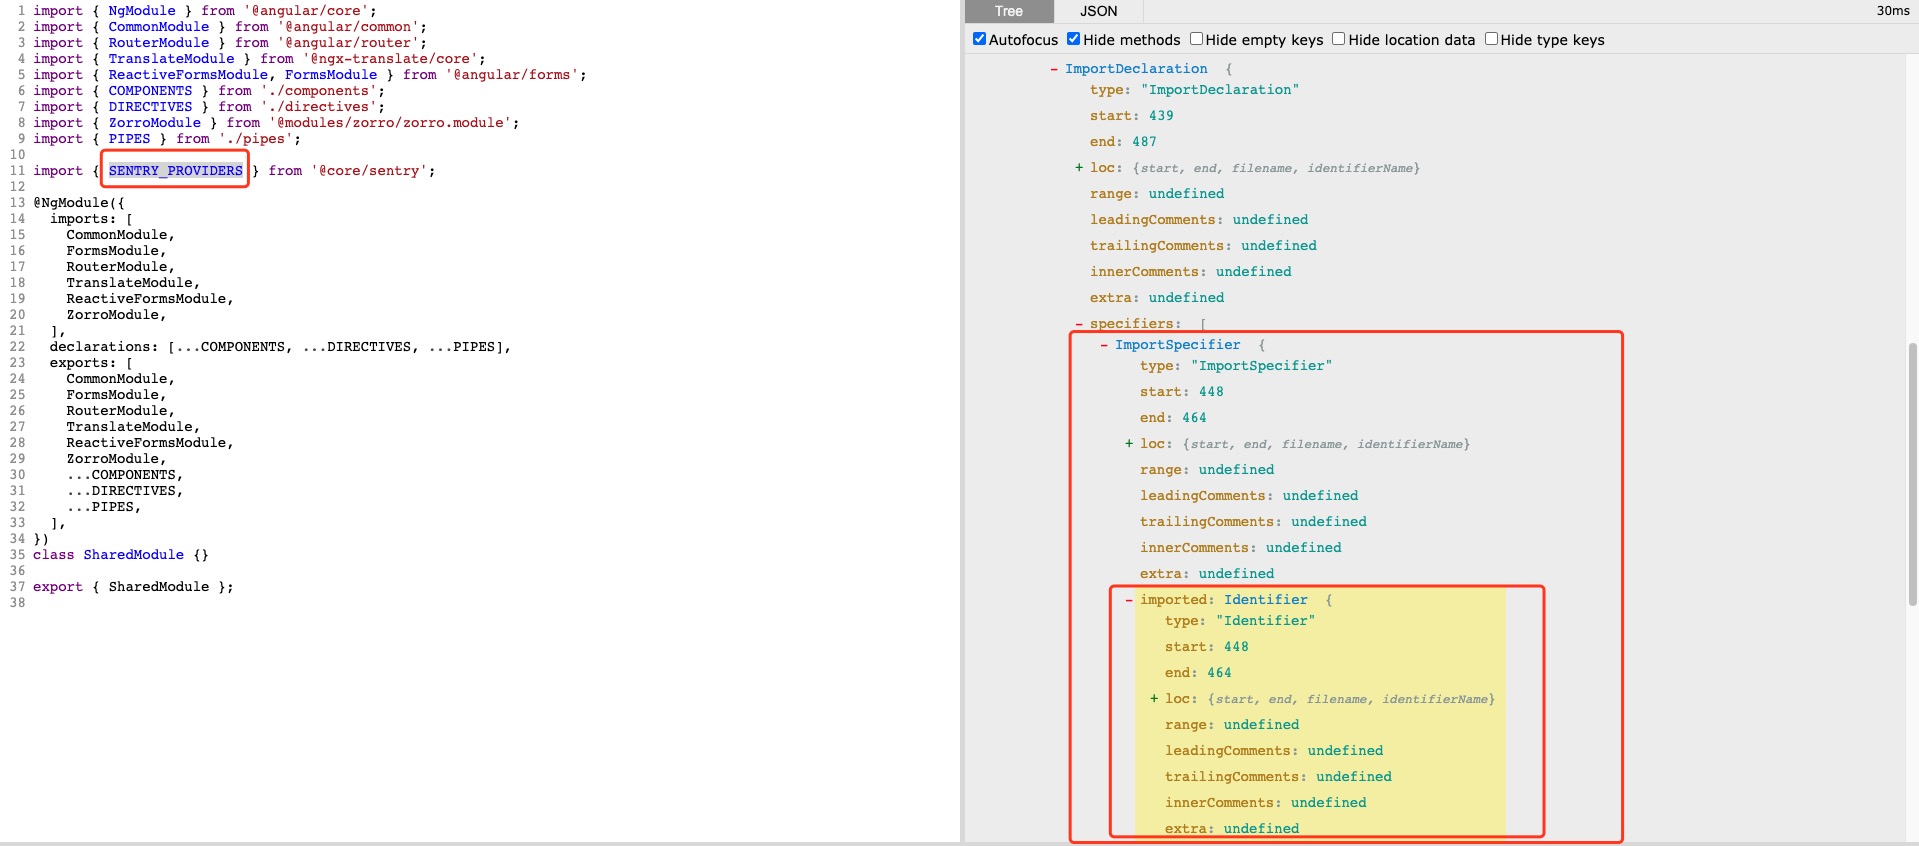 1 import { NgModule } from '@angular/core';
2 import { CommonModule } from '@angular/common';
3 import { RouterModule } from '@angular/router';
4 import { TranslateModule } from '@ngx-translate/core';
5 import { ReactiveFormsModule, FormsModule } from '@angular/forms';
6 import { COMPONENTS } from './components';
7 import { DIRECTIVES } from './directives';
8 import { ZorroModule } from '@modules/zorro/zorro.module';
9 import { PIPES } from './pipes';
10
11 import { SENTRY_PROVIDERS } from '@core/sentry';
12
13 @NgModule({
14 imports: [
15 CommonModule,
16 FormsModule,
17 RouterModule,
18 TranslateModule,
19 ReactiveFormsModule,
20 ZorroModule,
21 ],
22 declarations: [...COMPONENTS, ...DIRECTIVES, ...PIPES],
23 exports: [
24 CommonModule,
25 FormsModule,
26 RouterModule,
27 TranslateModule,
28 ReactiveFormsModule,
29 ZorroModule,
30 ...COMPONENTS,
31 ...DIRECTIVES,
32 ...PIPES,
33 ],
34 })
35 class SharedModule {}
36
37 export { SharedModule };
38
Tree JSON 30ms
Autofocus Hide methods Hide empty keys Hide location data Hide type keys
- ImportDeclaration {
type: "ImportDeclaration"
start: 439
end: 487
+ loc: {start, end, filename, identifierName}
range: undefined
leadingComments: undefined
trailingComments: undefined
innerComments: undefined
extra: undefined
- specifiers: [
- ImportSpecifier {
type: "ImportSpecifier"
start: 448
end: 464
+ loc: {start, end, filename, identifierName}
range: undefined
leadingComments: undefined
trailingComments: undefined
innerComments: undefined
extra: undefined
- imported: Identifier {
type: "Identifier"
start: 448
end: 464
+ loc: {start, end, filename, identifierName}
range: undefined
leadingComments: undefined
trailingComments: undefined
innerComments: undefined
extra: undefined